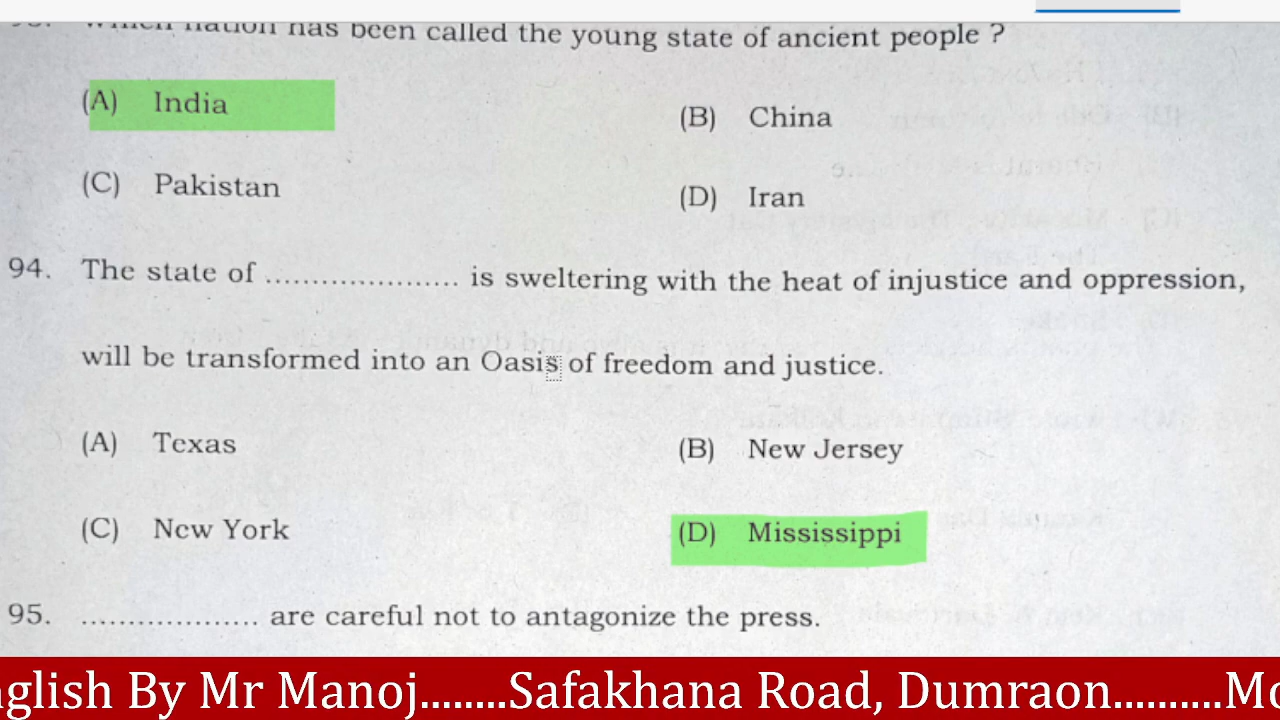 nation has been called the young state of ancient people ?
(A) India
(B) China
(C) Pakistan
(D) Iran
94. The state of ..................... is sweltering with the heat of injustice and oppression,
will be transformed into an Oasis of freedom and justice.
(A) Texas
(B) New Jersey
(C) New York
(D) Mississippi
95. ................... are careful not to antagonize the press.
glish By Mr Manoj........Safakhana Road, Dumraon..........Mo